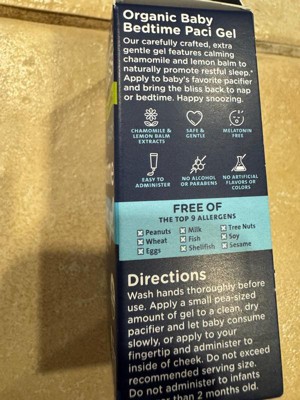 Organic Baby
Bedtime Paci Gel
Our carefully crafted, extra
gentle gel features calming
chamomile and lemon balm to
naturally promote restful sleep.*
Apply to baby's favorite pacifier
and bring the bliss back to nap
or bedtime. Happy snoozing.
CHAMOMILE &
LEMON BALM
EXTRACTS
SAFE &
GENTLE
MELATONIN
FREE
EASY TO
ADMINISTER
NO ALCOHOL
OR PARABENS
NO ARTIFICIAL
FLAVORS OR
COLORS
FREE OF
THE TOP 9 ALLERGENS
Peanuts
Wheat
Eggs
Milk
Fish
Shellfish
Tree Nuts
Soy
Sesame
Directions
Wash hands thoroughly before
use. Apply a small pea-sized
amount of gel to a clean, dry
pacifier and let baby consume
slowly, or apply to your
fingertip and administer to
inside of cheek. Do not exceed
recommended serving size.
Do not administer to infants
than 2 months old.